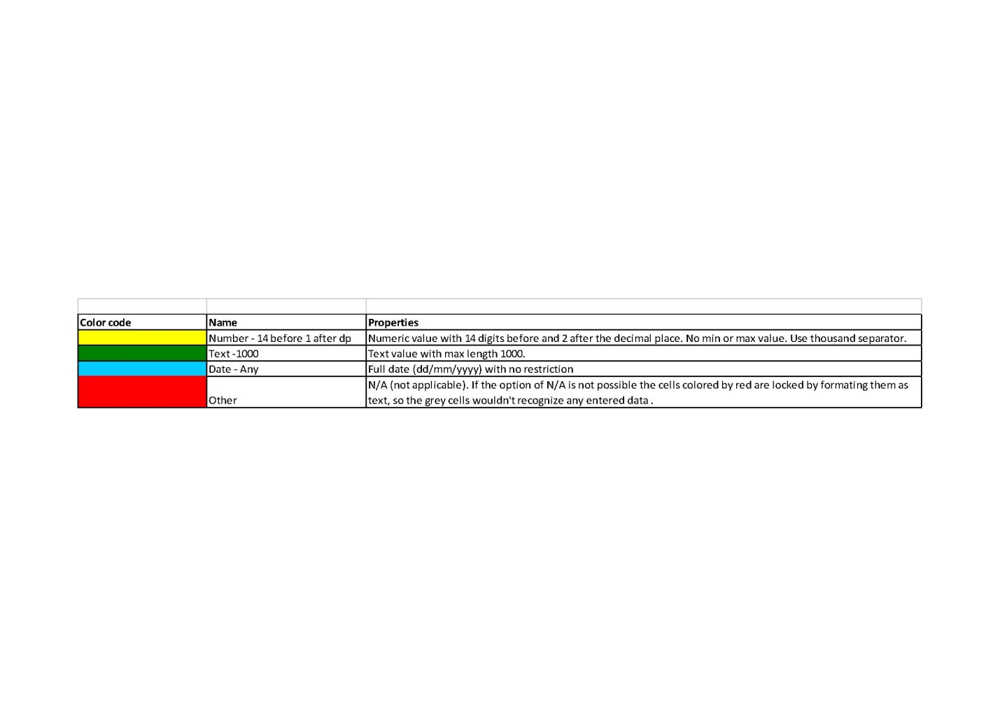 Color code Name Properties
Number - 14 before 1 after dp Numeric value with 14 digits before and 2 after the decimal place. No min or max value. Use thousand separator.
Text -1000 Text value with max length 1000.
Date - Any Full date (dd/mm/yyyy) with no restriction
N/A (not applicable). If the option of N/A is not possible the cells colored by red are locked by formating them as
Other text, so the grey cells wouldn't recognize any entered data .